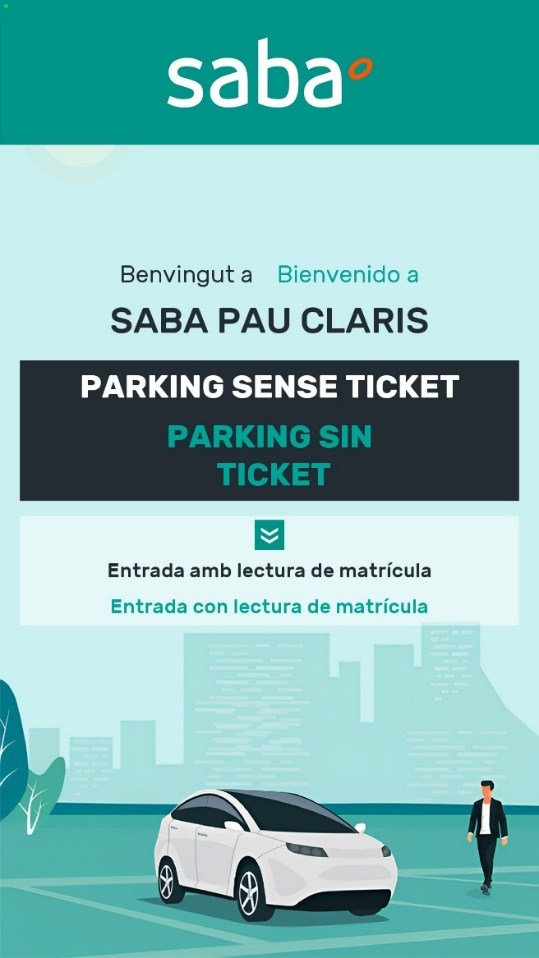 saba
Benvingut a Bienvenido a
SABA PAU CLARIS
PARKING SENSE TICKET
PARKING SIN
TICKET
Entrada amb lectura de matrícula
Entrada con lectura de matrícula